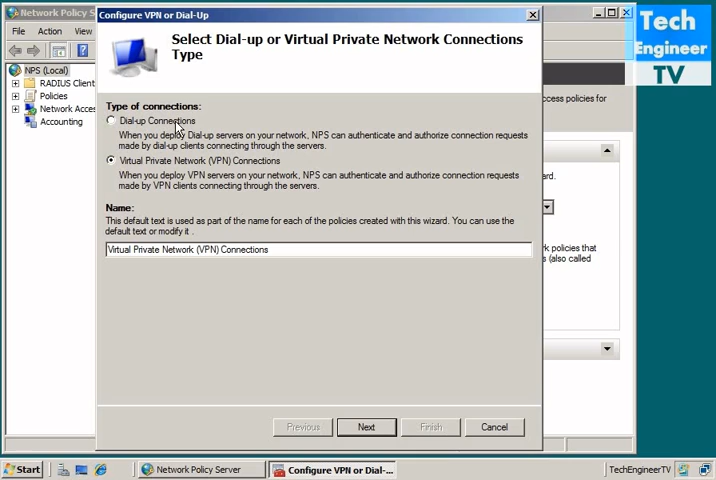 Network Policy S
Configure VPN or Dial-Up
File
Action
Select Dial-up or Virtual Private Network Connections
Type
Tech
Engineer
TV
NPS (Local)
RADIUS Client
Policies
Network Acces
Accounting
Type of connections:
Dial-up Connections
When you deploy Dial-up servers on your network, NPS can authenticate and authorize connection requests
made by dial-up clients connecting through the servers.
Virtual Private Network (VPN) Connections
When you deploy VPN servers on your network, NPS can authenticate and authorize connection requests
made by VPN clients connecting through the servers.
Name:
This default text is used as part of the name for each of the policies created with this wizard. You can use the
default text or modify it .
Virtual Private Network (VPN) Connections
ccess policies for
ard.
rk policies that
s (also called
Previous
Next
Finish
Cancel
Start
Network Policy Server
Configure VPN or Dial-...
TechEngineerTV